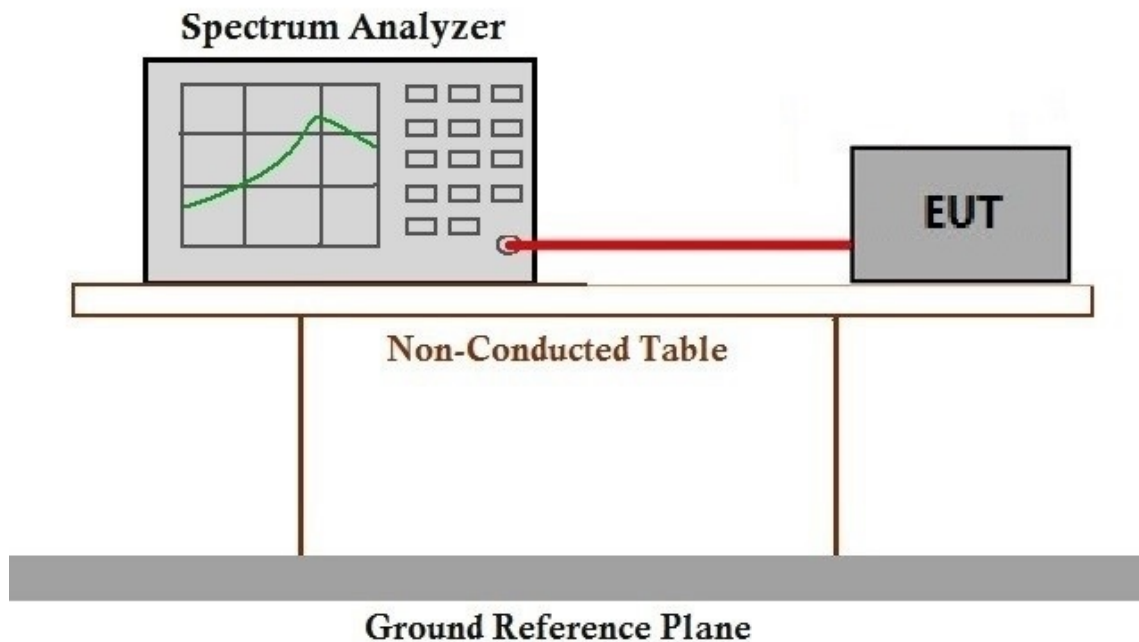 Spectrum Analyzer
EUT
Non-Conducted Table
Ground Reference Plane